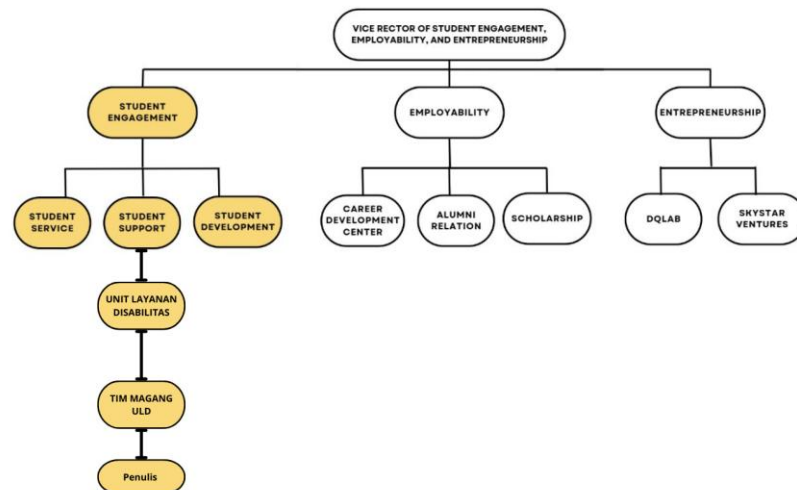 VICE RECTOR OF STUDENT ENGAGEMENT,
EMPLOYABILITY, AND ENTREPRENEURSHIP
STUDENT
ENGAGEMENT
EMPLOYABILITY
ENTREPRENEURSHIP
STUDENT
SERVICE
STUDENT
SUPPORT
STUDENT
DEVELOPMENT
CAREER
DEVELOPMENT
CENTER
ALUMNI
RELATION
SCHOLARSHIP
DQLAB
SKYSTAR
VENTURES
UNIT LAYANAN
DISABILITAS
TIM MAGANG
ULD
Penulis